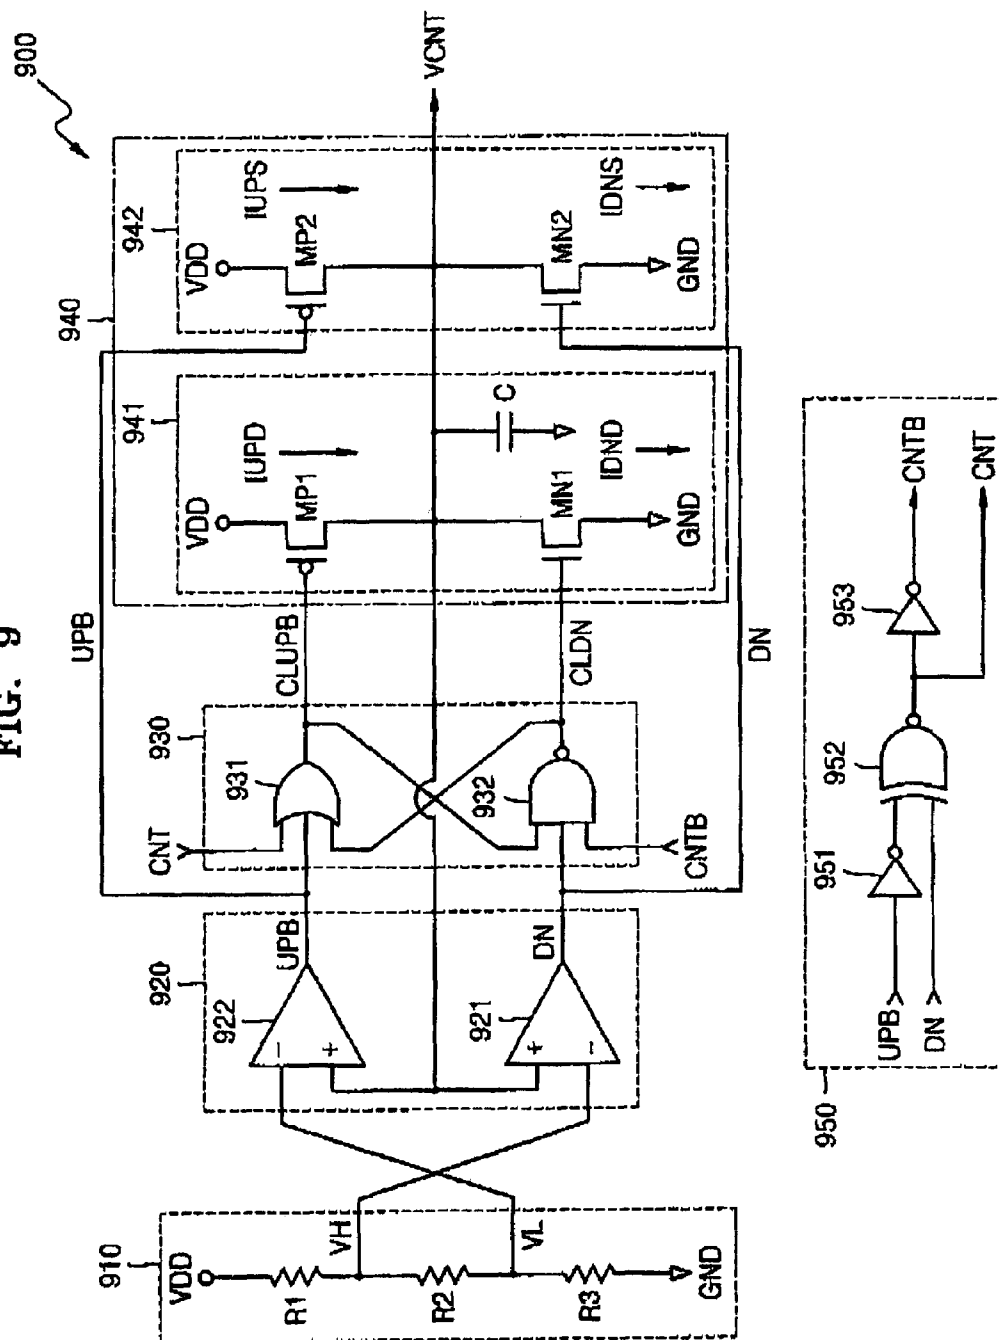 FIG. 9
900
910
VDD
R1
VH
R2
VL
R3
GND
920
922
-
+
UPB
921
+
-
DN
UPB
DN
930
CNT
931
932
CNTB
CLUPB
CLDN
940
941
VDD
IUPD
MP1
C
MN1
IDND
GND
942
VDD
IUPS
MP2
MN2
IDNS
GND
VCNT
950
UPB
DN
951
952
953
CNTB
CNT